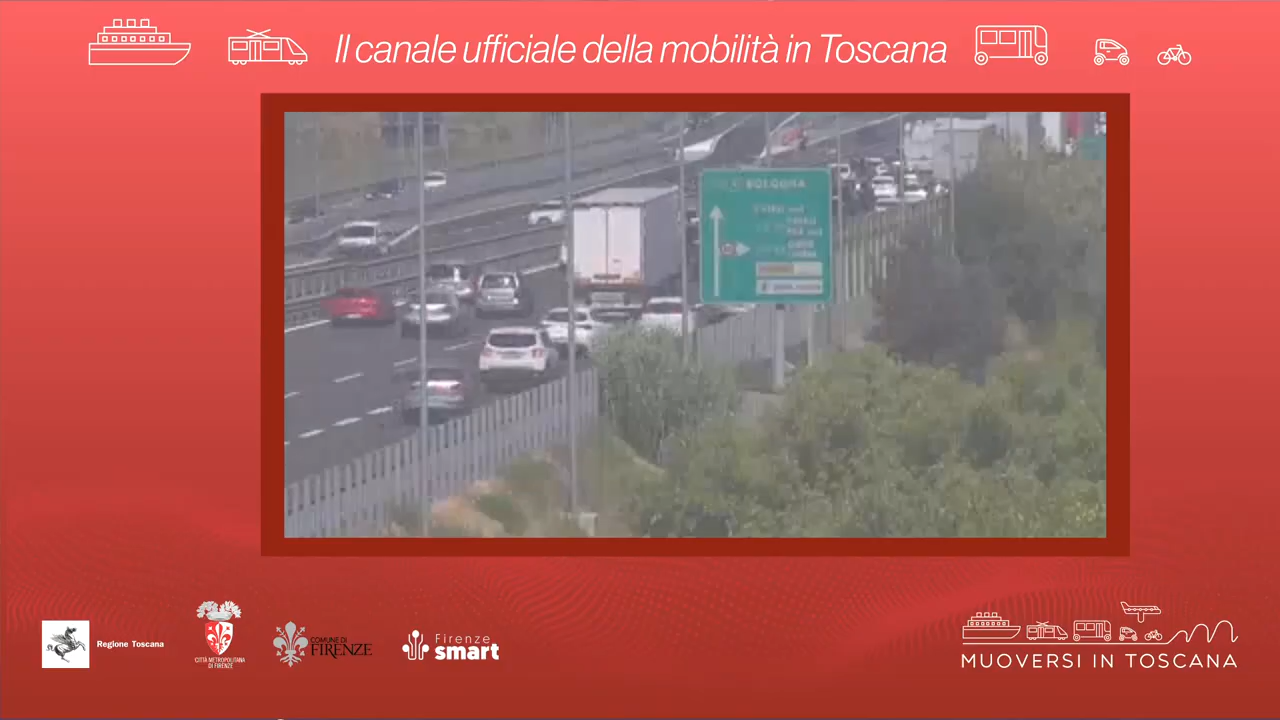 Il canale ufficiale della mobilità in Toscana
BOLOGNA
Regione Toscana
CITTÀ METROPOLITANA
DI FIRENZE
COMUNE DI
FIRENZE
Firenze
smart
MUOVERSI IN TOSCANA